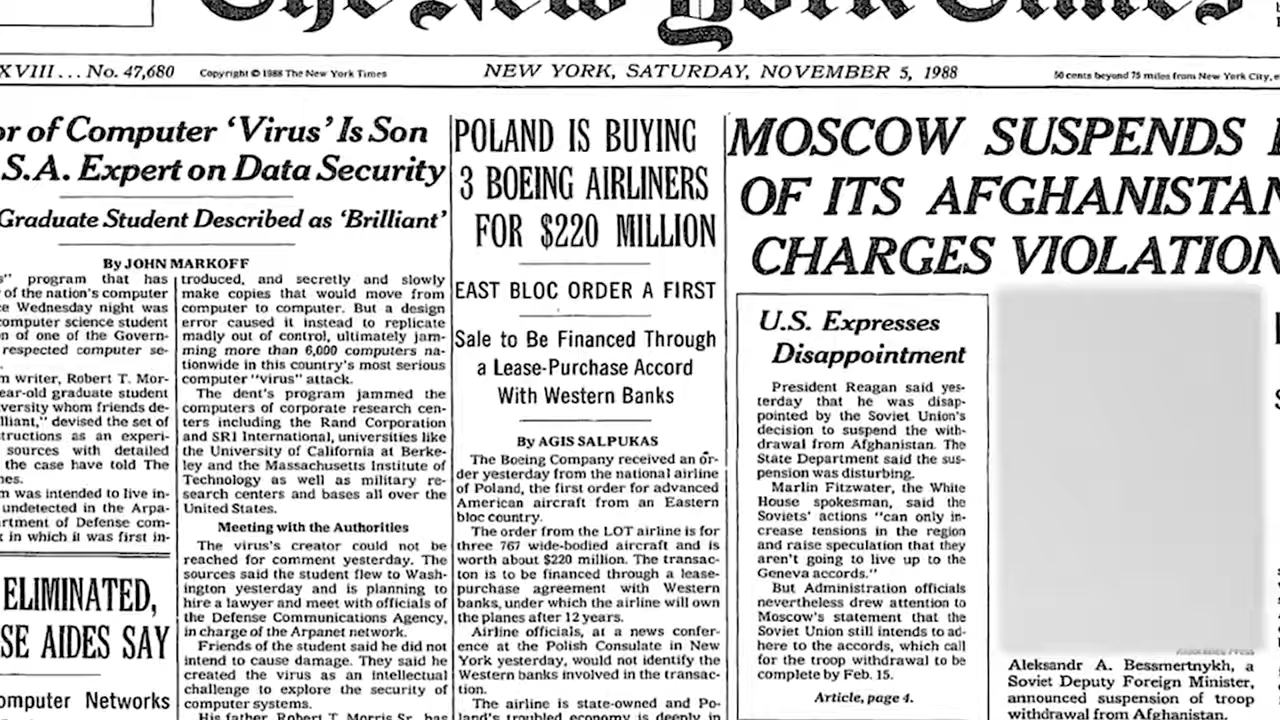 The New York Times
XVIII . . . No. 47,680
Copyright © 1988 The New York Times
NEW YORK, SATURDAY, NOVEMBER 5, 1988
50 cents beyond 75 miles from New York City, e
or of Computer ‘Virus’ Is Son
S.A. Expert on Data Security
Graduate Student Described as ‘Brilliant’
By JOHN MARKOFF
s" program that has
of the nation's computer
e Wednesday night was
computer science student
n of one of the Govern-
respected computer se-
m writer, Robert T. Mor-
ear-old graduate student
versity whom friends de-
lliant," devised the set of
tructions as an experi-
sources with detailed
the case have told The
mes.
m was intended to live in-
undetected in the Arpa-
rtment of Defense com-
k in which it was first in-
troduced, and secretly and slowly
make copies that would move from
computer to computer. But a design
error caused it instead to replicate
madly out of control, ultimately jam-
ming more than 6,000 computers na-
tionwide in this country's most serious
computer "virus" attack.
The dent's program jammed the
computers of corporate research cen-
ters including the Rand Corporation
and SRI International, universities like
the University of California at Berke-
ley and the Massachusetts Institute of
Technology as well as military re-
search centers and bases all over the
United States.
Meeting with the Authorities
The virus's creator could not be
reached for comment yesterday. The
sources said the student flew to Wash-
ington yesterday and is planning to
hire a lawyer and meet with officials of
the Defense Communications Agency,
in charge of the Arpanet network.
Friends of the student said he did not
intend to cause damage. They said he
created the virus as an intellectual
challenge to explore the security of
computer systems.
His father, Robert T. Morris Sr., has
ELIMINATED,
SE AIDES SAY
omputer Networks
POLAND IS BUYING
3 BOEING AIRLINERS
FOR $220 MILLION
EAST BLOC ORDER A FIRST
Sale to Be Financed Through
a Lease-Purchase Accord
With Western Banks
By AGIS SALPUKAS
The Boeing Company received an or-
der yesterday from the national airline
of Poland, the first order for advanced
American aircraft from an Eastern
bloc country.
The order from the LOT airline is for
three 767 wide-bodied aircraft and is
worth about $220 million. The transac-
ton is to be financed through a lease-
purchase agreement with Western
banks, under which the airline will own
the planes after 12 years.
Airline officials, at a news confer-
ence at the Polish Consulate in New
York yesterday, would not identify the
Western banks involved in the transac-
tion.
The airline is state-owned and Po-
land's troubled economy is deeply in
MOSCOW SUSPENDS
OF ITS AFGHANISTAN
CHARGES VIOLATION
U.S. Expresses
Disappointment
President Reagan said yes-
terday that he was disap-
pointed by the Soviet Union's
decision to suspend the with-
drawal from Afghanistan. The
State Department said the sus-
pension was disturbing.
Marlin Fitzwater, the White
House spokesman, said the
Soviets' actions "can only in-
crease tensions in the region
and raise speculation that they
aren't going to live up to the
Geneva accords."
But Administration officials
nevertheless drew attention to
Moscow's statement that the
Soviet Union still intends to ad-
here to the accords, which call
for the troop withdrawal to be
complete by Feb. 15.
Article, page 4.
Aleksandr A. Bessmertnykh, a
Soviet Deputy Foreign Minister,
announced suspension of troop
withdrawal from Afghanistan.